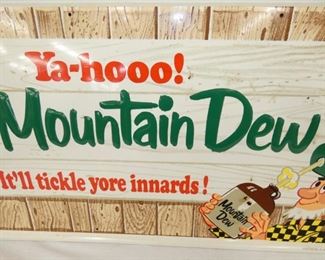 Ya-hooo!
Mountain Dew
It'll tickle yore innards!
Mountain
Dew